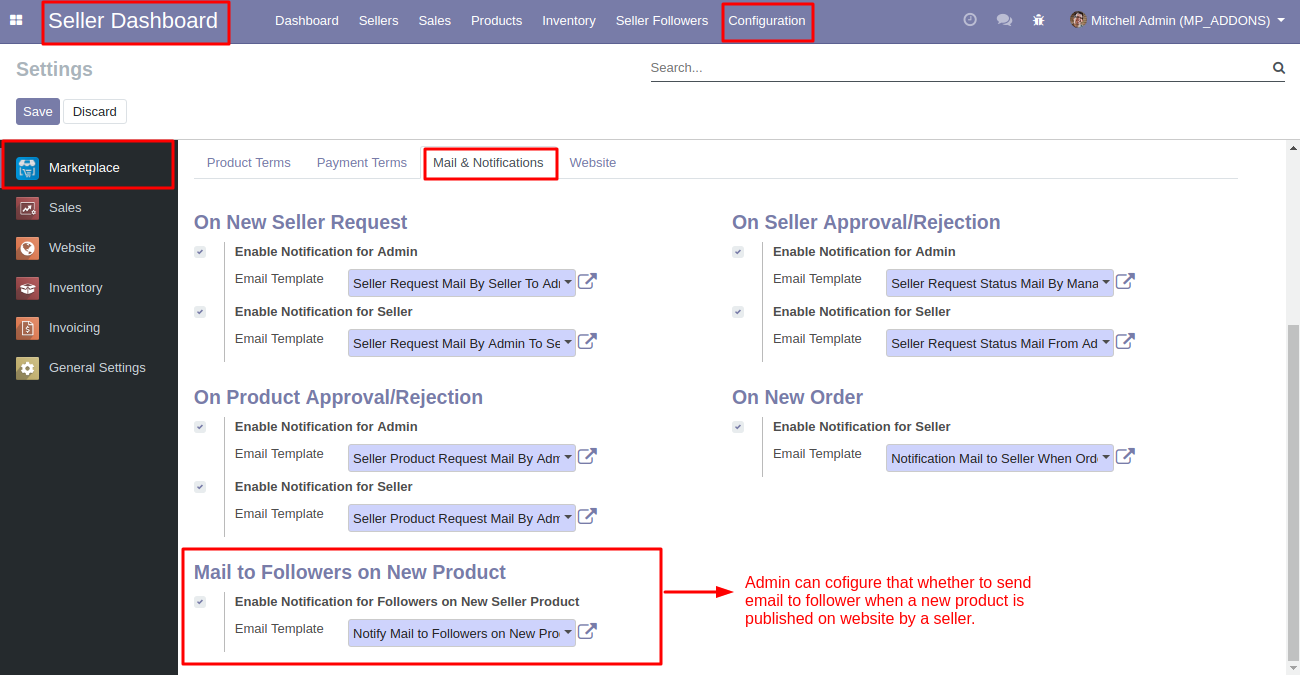 Seller Dashboard Dashboard Sellers Sales Products Inventory Seller Followers Configuration Mitchell Admin (MP_ADDONS)
Settings
Search...
Save Discard
Marketplace
Sales
Website
Inventory
Invoicing
General Settings
Product Terms Payment Terms Mail & Notifications Website
On New Seller Request
Enable Notification for Admin
Email Template Seller Request Mail By Seller To Adi
Enable Notification for Seller
Email Template Seller Request Mail By Admin To Se
On Seller Approval/Rejection
Enable Notification for Admin
Email Template Seller Request Status Mail By Mana
Enable Notification for Seller
Email Template Seller Request Status Mail From Ad
On Product Approval/Rejection
Enable Notification for Admin
Email Template Seller Product Request Mail By Adm
Enable Notification for Seller
Email Template Seller Product Request Mail By Adm
On New Order
Enable Notification for Seller
Email Template Notification Mail to Seller When Ord
Mail to Followers on New Product
Enable Notification for Followers on New Seller Product
Email Template Notify Mail to Followers on New Pro
Admin can cofigure that whether to send
email to follower when a new product is
published on website by a seller.